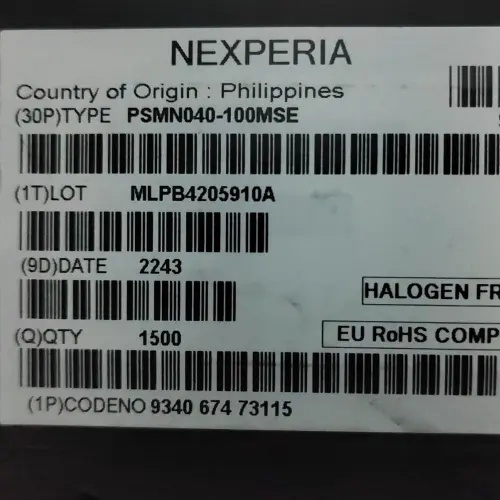 NEXPERIA
Country of Origin : Philippines
(30P)TYPE PSMN040-100MSE
(1T)LOT MLPB4205910A
(9D)DATE 2243
HALOGEN FR
(Q)QTY 1500
EU RoHS COMP
(1P)CODENO 9340 674 73115